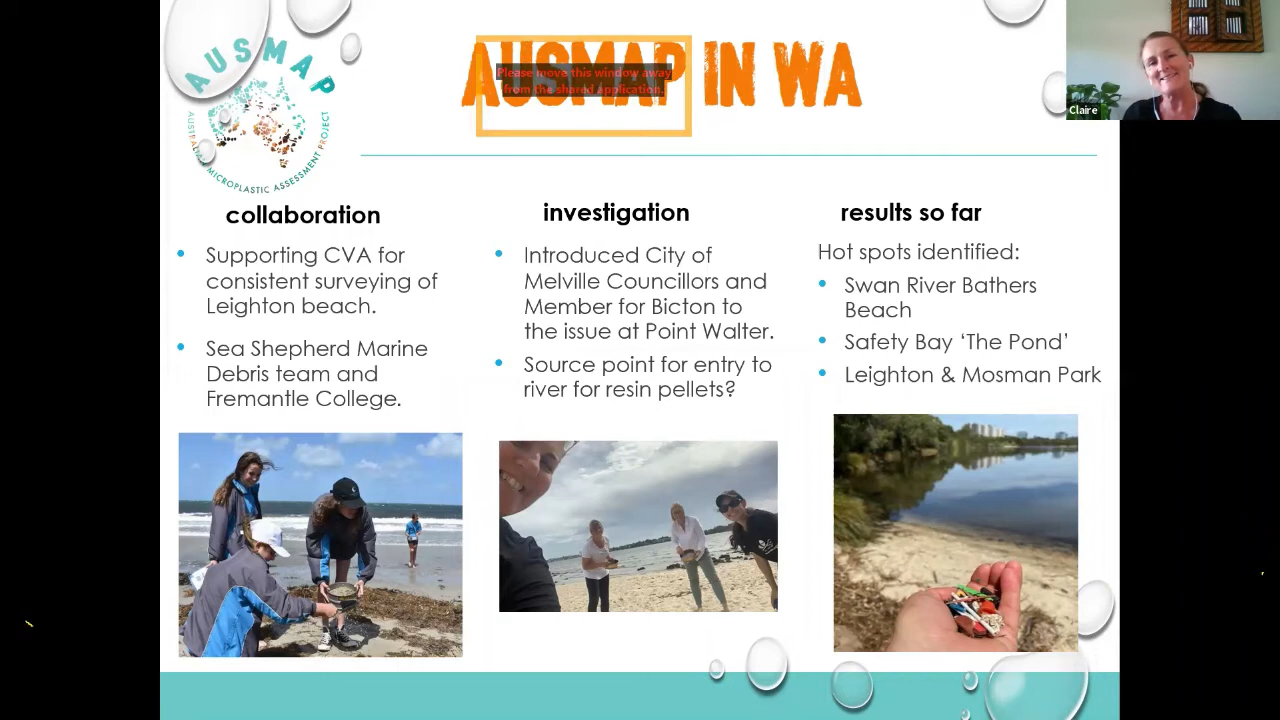 AUSMAP
AUSTRALIAN MICROPLASTIC ASSESSMENT PROJECT
AUSMAP IN WA
Please move this window away
from the shared application.
Claire
collaboration
• Supporting CVA for
consistent surveying of
Leighton beach.
• Sea Shepherd Marine
Debris team and
Fremantle College.
investigation
• Introduced City of
Melville Councillors and
Member for Bicton to
the issue at Point Walter.
• Source point for entry to
river for resin pellets?
results so far
Hot spots identified:
• Swan River Bathers
Beach
• Safety Bay ‘The Pond’
• Leighton & Mosman Park